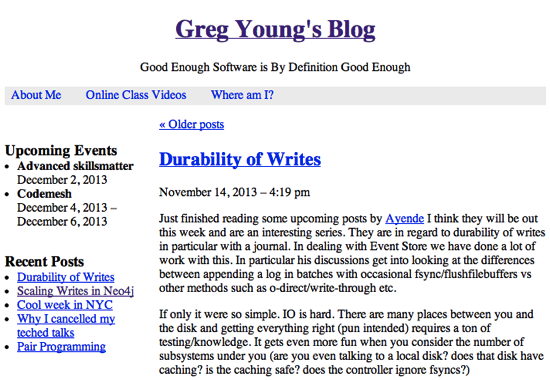 Greg Young's Blog
Good Enough Software is By Definition Good Enough
About Me Online Class Videos Where am I?
« Older posts
Upcoming Events
• Advanced skillsmatter
December 2, 2013
• Codemesh
December 4, 2013 –
December 6, 2013
Recent Posts
• Durability of Writes
• Scaling Writes in Neo4j
• Cool week in NYC
• Why I cancelled my
teched talks
• Pair Programming
Durability of Writes
November 14, 2013 – 4:19 pm
Just finished reading some upcoming posts by Ayende I think they will be out
this week and are an interesting series. They are in regard to durability of writes
in particular with a journal. In dealing with Event Store we have done a lot of
work with this. In particular his discussions get into looking at the differences
between appending a log in batches with occasional fsync/flushfilebuffers vs
other methods such as o-direct/write-through etc.
If only it were so simple. IO is hard. There are many places between you and
the disk and getting everything right (pun intended) requires a ton of
testing/knowledge. It gets even more fun when you consider the number of
subsystems under you (are you even talking to a local disk? does that disk have
caching? is the caching safe? does the controller ignore fsyncs?)